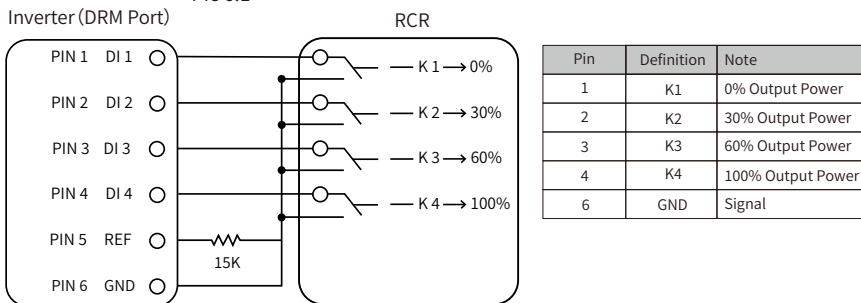 Inverter (DRM Port)
RCR
PIN 1 DI 1
PIN 2 DI 2
PIN 3 DI 3
PIN 4 DI 4
PIN 5 REF
PIN 6 GND
15K
K 1 → 0%
K 2 → 30%
K 3 → 60%
K 4 → 100%
Pin Definition Note
1 K1 0% Output Power
2 K2 30% Output Power
3 K3 60% Output Power
4 K4 100% Output Power
6 GND Signal